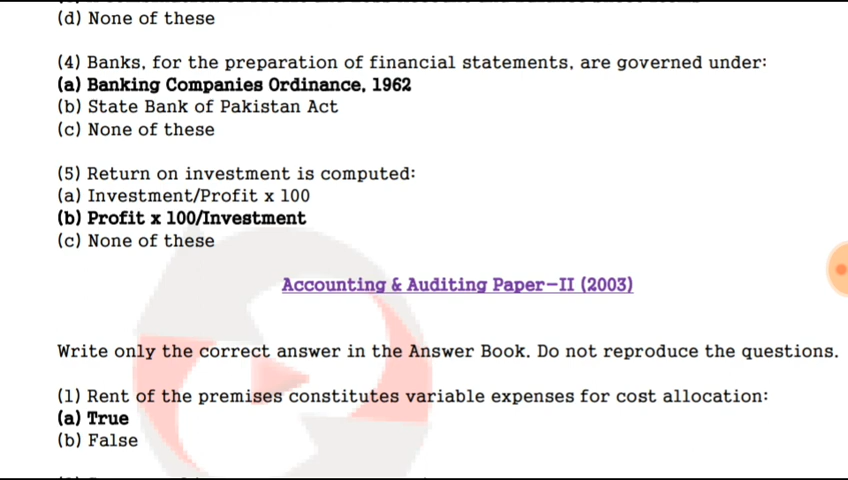 (d) None of these
(4) Banks, for the preparation of financial statements, are governed under:
(a) Banking Companies Ordinance, 1962
(b) State Bank of Pakistan Act
(c) None of these
(5) Return on investment is computed:
(a) Investment/Profit x 100
(b) Profit x 100/Investment
(c) None of these
Accounting & Auditing Paper-II (2003)
Write only the correct answer in the Answer Book. Do not reproduce the questions.
(1) Rent of the premises constitutes variable expenses for cost allocation:
(a) True
(b) False